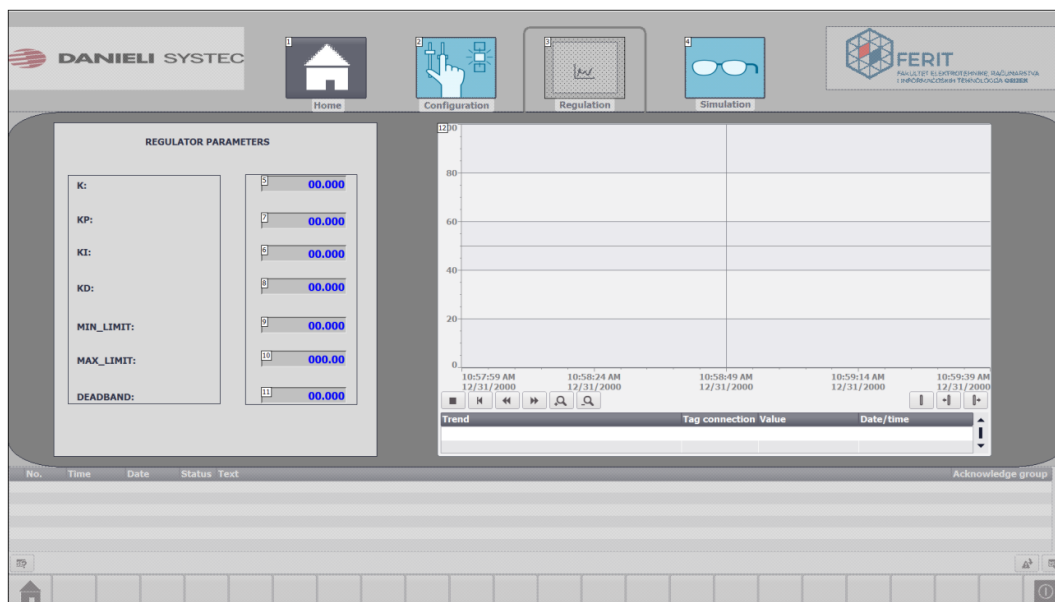 DANIELI SYSTEC
1
Home
2
Configuration
3
Regulation
4
Simulation
FERIT
FAKULTET ELEKTROTEHNIKE, RAČUNARSTVA
I INFORMACIJSKIH TEHNOLOGIJA OSIJEK
REGULATOR PARAMETERS
K:
5
00.000
KP:
7
00.000
KI:
6
00.000
KD:
8
00.000
MIN_LIMIT:
9
00.000
MAX_LIMIT:
10
000.00
DEADBAND:
11
00.000
12
00
80
60
40
20
0
10:57:59 AM 10:58:24 AM 10:58:49 AM 10:59:14 AM 10:59:39 AM
12/31/2000 12/31/2000 12/31/2000 12/31/2000 12/31/2000
Trend Tag connection Value Date/time
No. Time Date Status Text Acknowledge group